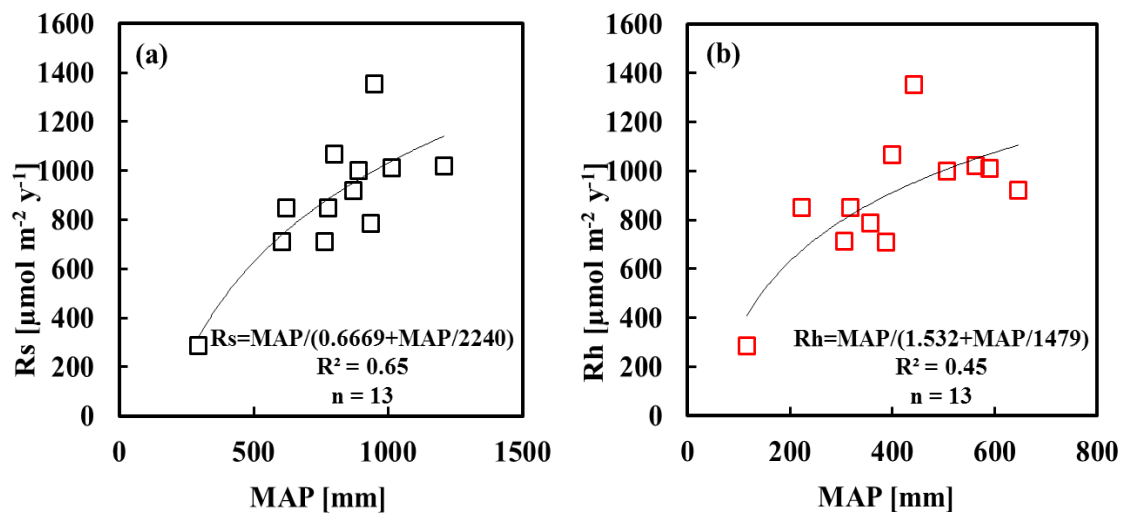 (a)
1600
1400
1200
1000
800
600
400
200
0
Rs [µmol m⁻² y⁻¹]
Rs=MAP/(0.6669+MAP/2240)
R² = 0.65
n = 13
0 500 1000 1500
MAP [mm]
(b)
1600
1400
1200
1000
800
600
400
200
0
Rh [µmol m⁻² y⁻¹]
Rh=MAP/(1.532+MAP/1479)
R² = 0.45
n = 13
0 200 400 600 800
MAP [mm]